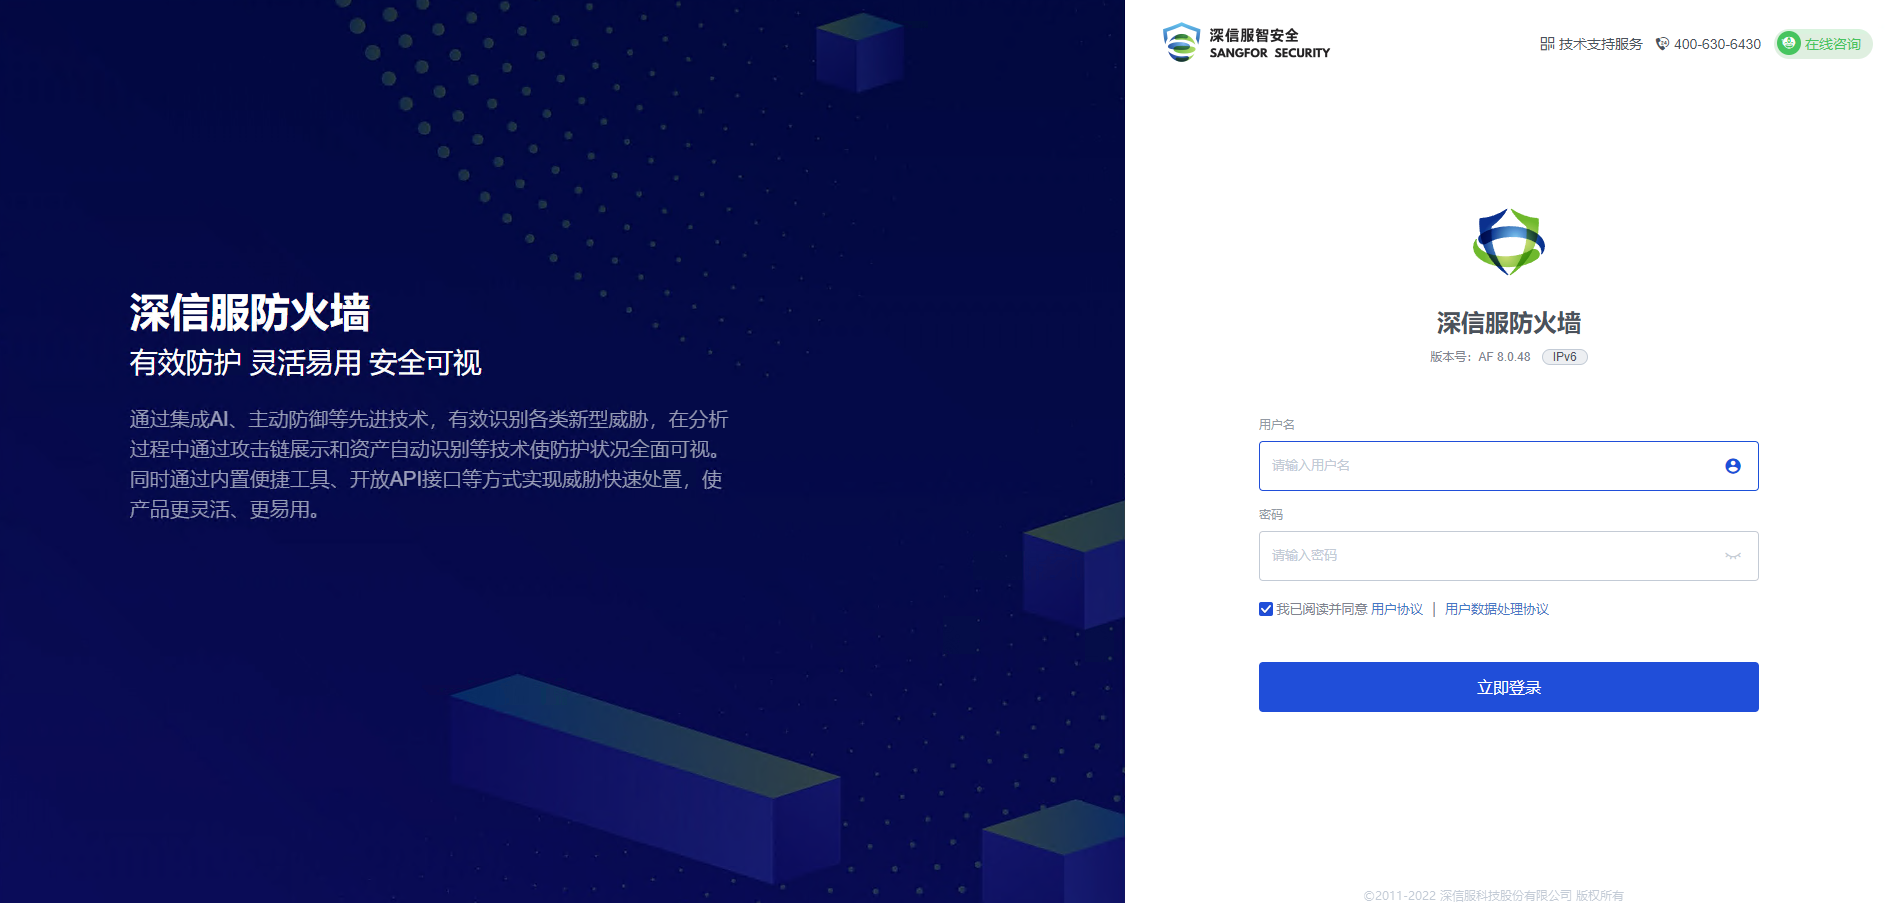 深信服防火墙
有效防护 灵活易用 安全可视
通过集成AI、主动防御等先进技术，有效识别各类新型威胁，在分析
过程中通过攻击链展示和资产自动识别等技术使防护状况全面可视。
同时通过内置便捷工具、开放API接口等方式实现威胁快速处置，使
产品更灵活、更易用。
深信服智安全
SANGFOR SECURITY
技术支持服务 400-630-6430 在线咨询
深信服防火墙
版本号：AF 8.0.48 IPv6
用户名
请输入用户名
密码
请输入密码
我已阅读并同意 用户协议 | 用户数据处理协议
立即登录
©2011-2022 深信服科技股份有限公司 版权所有